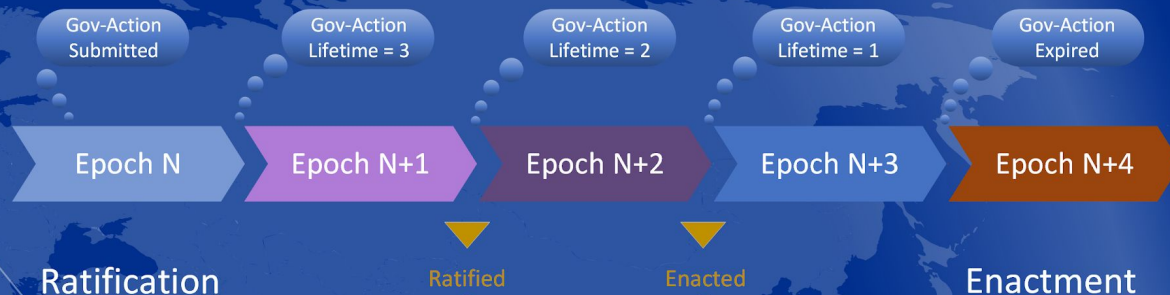 Gov-Action
Submitted
Gov-Action
Lifetime = 3
Gov-Action
Lifetime = 2
Gov-Action
Lifetime = 1
Gov-Action
Expired
Epoch N
Epoch N+1
Epoch N+2
Epoch N+3
Epoch N+4
Ratified
Enacted
Ratification
Enactment